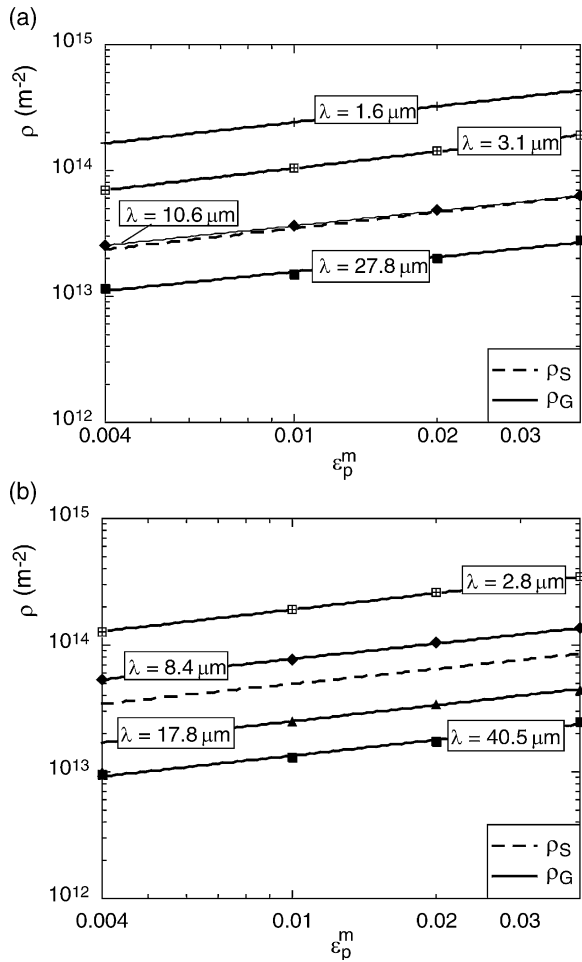 (a)
10^15
ρ (m^-2)
λ = 1.6 μm
λ = 3.1 μm
10^14
λ = 10.6 μm
λ = 27.8 μm
10^13
ρ_S
ρ_G
10^12
0.004 0.01 0.02 0.03
ε_p^m
(b)
10^15
ρ (m^-2)
λ = 2.8 μm
10^14
λ = 8.4 μm
λ = 17.8 μm
λ = 40.5 μm
10^13
ρ_S
ρ_G
10^12
0.004 0.01 0.02 0.03
ε_p^m